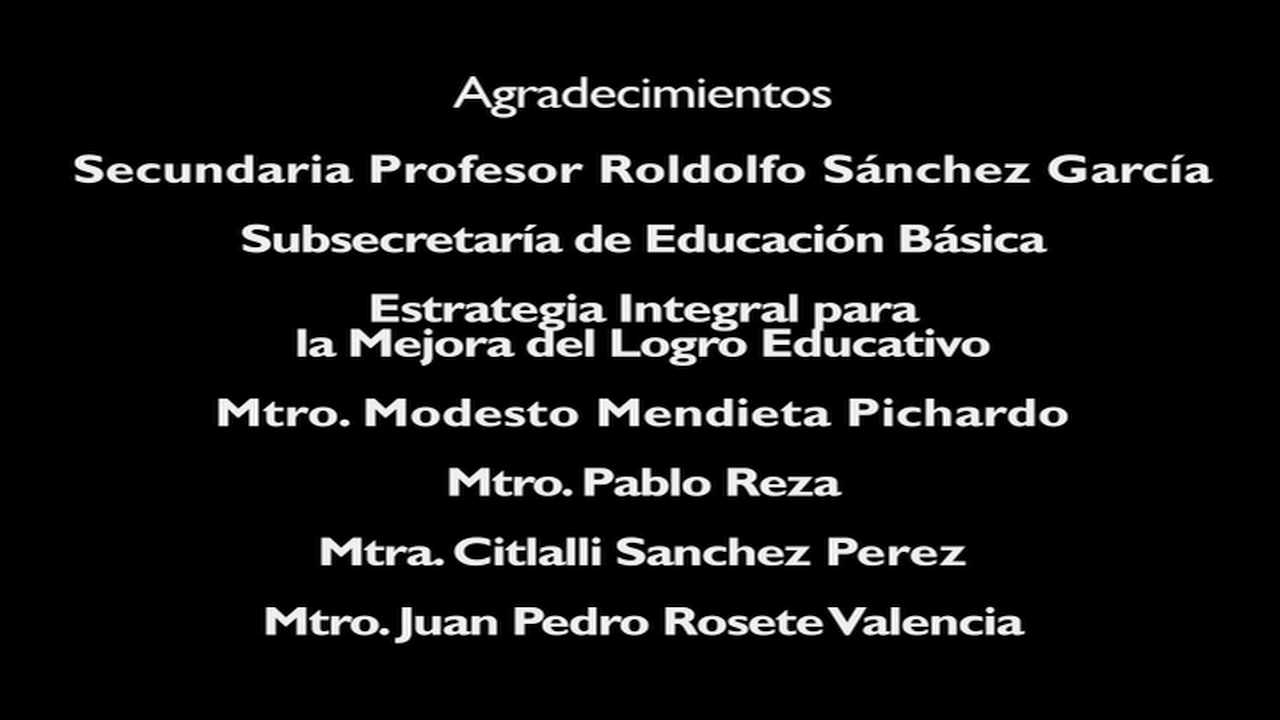 Agradecimientos
Secundaria Profesor Roldolfo Sánchez García
Subsecretaría de Educación Básica
Estrategia Integral para
la Mejora del Logro Educativo
Mtro. Modesto Mendieta Pichardo
Mtro. Pablo Reza
Mtra. Citlalli Sanchez Perez
Mtro. Juan Pedro Rosete Valencia